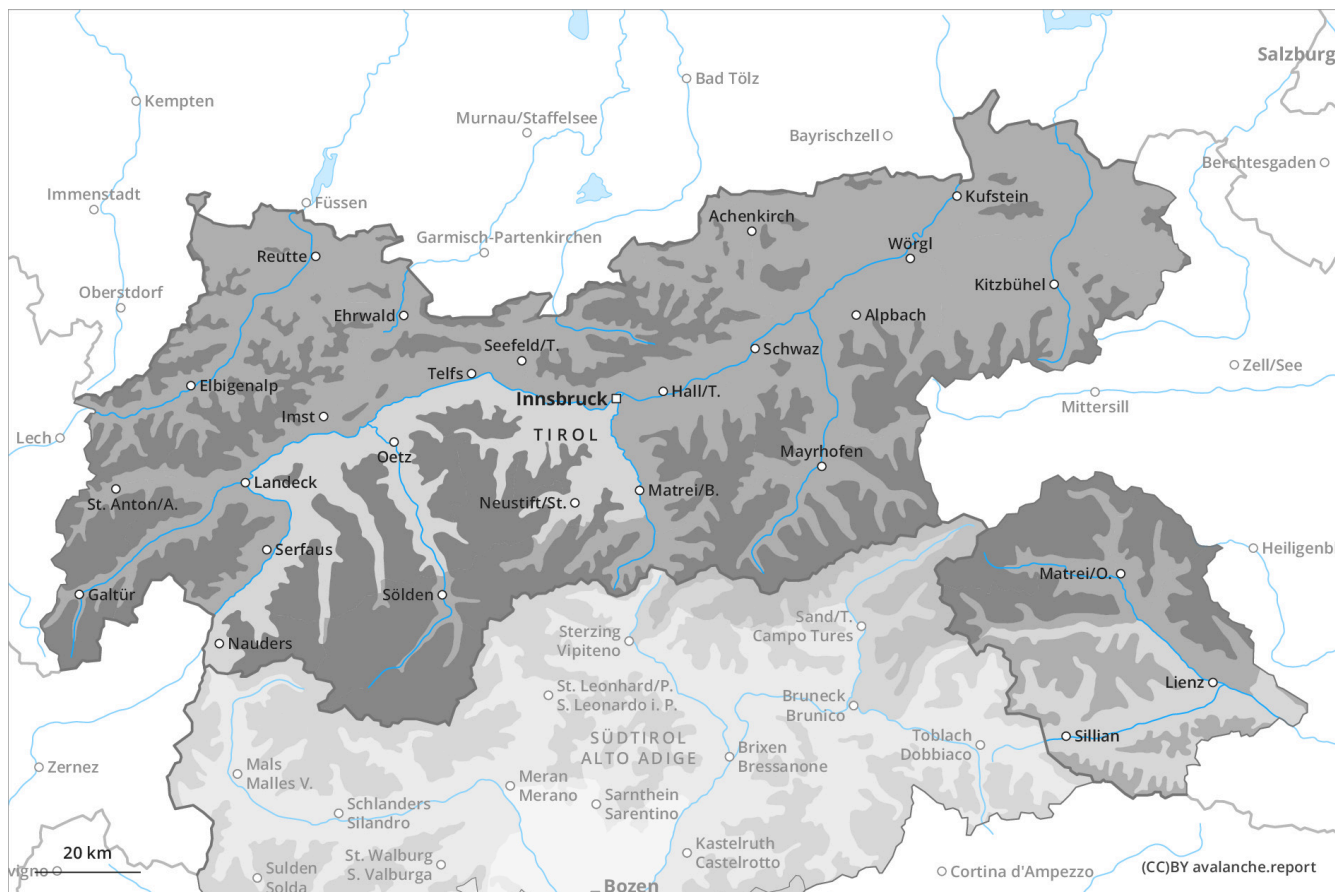 Salzburg
Bad Tölz
Kempten
Murnau/Staffelsee
Bayrischzell
Berchtesgaden
Immenstadt
Füssen
Kufstein
Achenkirch
Garmisch-Partenkirchen
Wörgl
Reutte
Kitzbühel
Oberstdorf
Ehrwald
Alpbach
Seefeld/T.
Schwaz
Zell/See
Telfs
Elbigenalp
Hall/T.
Mittersill
Innsbruck
Imst
Lech
TIROL
Oetz
Mayrhofen
Landeck
Matrei/B.
St. Anton/A.
Neustift/St.
Serfaus
Heiligenb
Matrei/O.
Galtür
Sölden
Sand/T.
Campo Tures
Sterzing
Vipiteno
Nauders
Lienz
St. Leonhard/P.
S. Leonardo i. P.
Bruneck
Brunico
SÜDTIROL
ALTO ADIGE
Toblach
Dobbiaco
Sillian
Brixen
Bressanone
Zernez
Mals
Malles V.
Meran
Merano
Sarnthein
Sarentino
Schlanders
Silandro
Kastelruth
Castelrotto
20 km
St. Walburg
S. Valburga
vigno
Sulden
Solda
Cortina d'Ampezzo
(CC)BY avalanche.report
Bozen